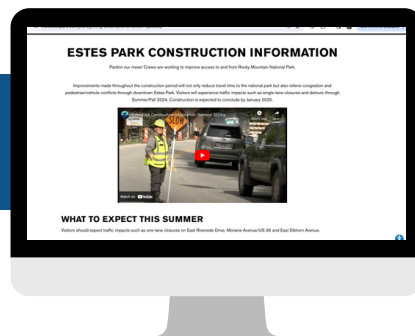 ESTES PARK CONSTRUCTION INFORMATION
Pardon our mess! Crews are working to improve access to and from Rocky Mountain National Park.
Improvements made throughout the construction period will not only reduce travel time to the national park but also relieve congestion and
pedestrian/vehicle conflicts through downtown Estes Park. Visitors will experience traffic impacts such as single-lane closures and detours through
Summer/Fall 2024. Construction is expected to conclude by January 2025.
Construction Information: Summer 2024
SLOW
Watch on YouTube
WHAT TO EXPECT THIS SUMMER
Visitors should expect traffic impacts such as one-lane closures on East Riverside Drive, Moraine Avenue/US 36 and East Elkhorn Avenue.